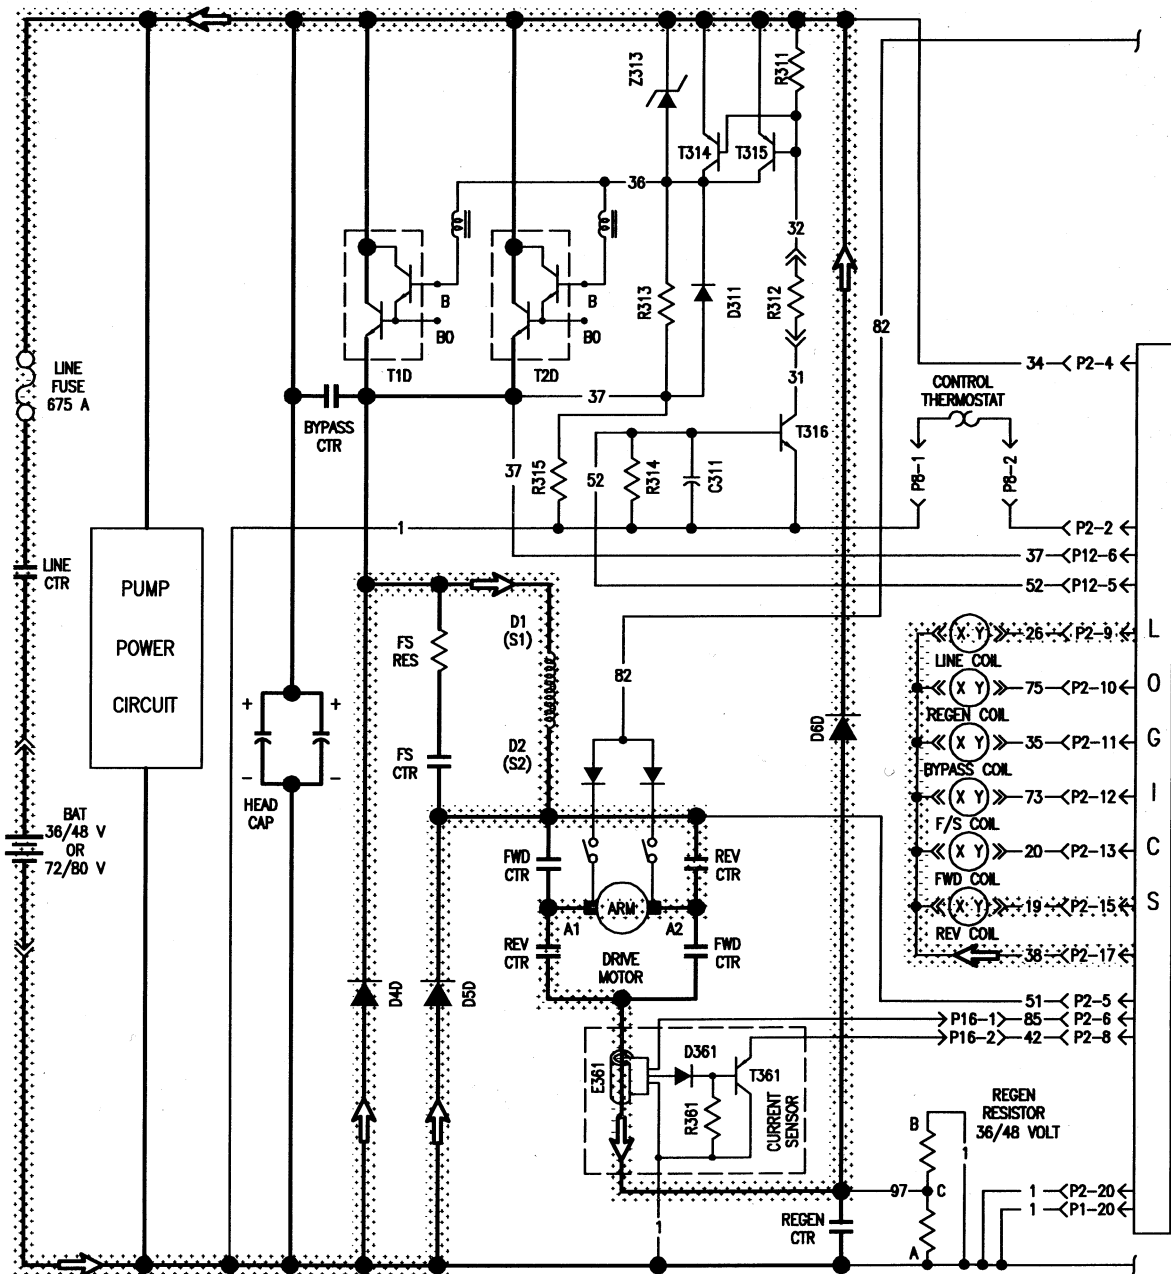 Z313
R311
T314
T315
36
32
B
BO
T1D
B
BO
T2D
R313
D311
R312
82
LINE
FUSE
675 A
31
34
P2-4
CONTROL
THERMOSTAT
BYPASS
CTR
37
T316
37
R315
52
R314
C311
P8-1
P8-2
1
P2-2
37
P12-6
52
P12-5
LINE
CTR
PUMP
POWER
CIRCUIT
D1
(S1)
FS
RES
82
X Y
26
P2-9
LINE COIL
X Y
75
P2-10
REGEN COIL
X Y
35
P2-11
BYPASS COIL
X Y
73
P2-12
F/S COIL
X Y
20
P2-13
FWD COIL
X Y
19
P2-15
REV COIL
38
P2-17
LOGICS
+
+
−
−
HEAD
CAP
FS
CTR
D2
(S2)
D6D
BAT
36/48 V
OR
72/80 V
FWD
CTR
REV
CTR
ARM
A1
A2
REV
CTR
FWD
CTR
DRIVE
MOTOR
D4D
D5D
51
P2-5
P16-1
85
P2-6
P16-2
42
P2-8
E361
D361
T361
R361
CURRENT
SENSOR
REGEN
RESISTOR
36/48 VOLT
B
1
97
C
A
1
P2-20
1
P1-20
REGEN
CTR
1